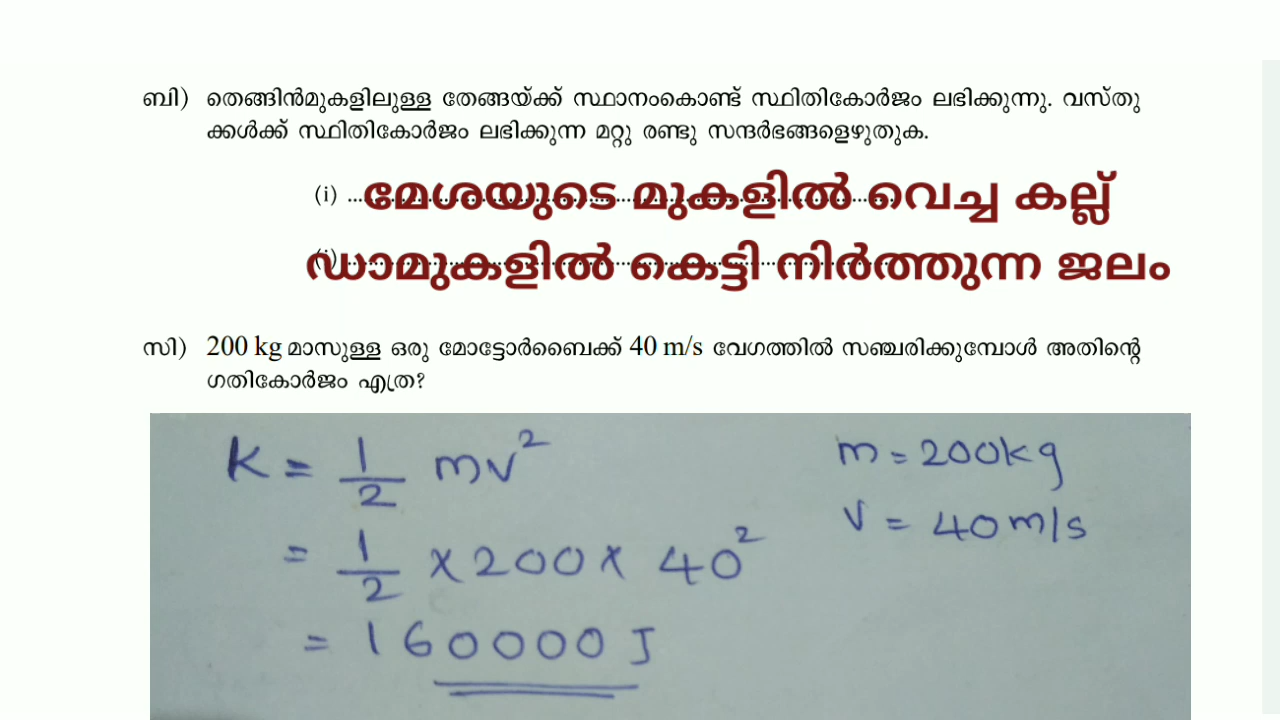 ബി) തെങ്ങിൻമുകളിലുള്ള തേങ്ങയ്ക്ക് സ്ഥാനംകൊണ്ട് സ്ഥിതികോർജം ലഭിക്കുന്നു. വസ്തു
ക്കൾക്ക് സ്ഥിതികോർജം ലഭിക്കുന്ന മറ്റു രണ്ടു സന്ദർഭങ്ങളെഴുതുക.
(i) മേശയുടെ മുകളിൽ വെച്ച കല്ല്
ഡാമുകളിൽ കെട്ടി നിർത്തുന്ന ജലം
സി) 200 kg മാസുള്ള ഒരു മോട്ടോർബൈക്ക് 40 m/s വേഗത്തിൽ സഞ്ചരിക്കുമ്പോൾ അതിന്റെ
ഗതികോർജം എത്ര?
K = 1/2 mv² m = 200kg
= 1/2 × 200 × 40² v = 40m/s
= 160000 J